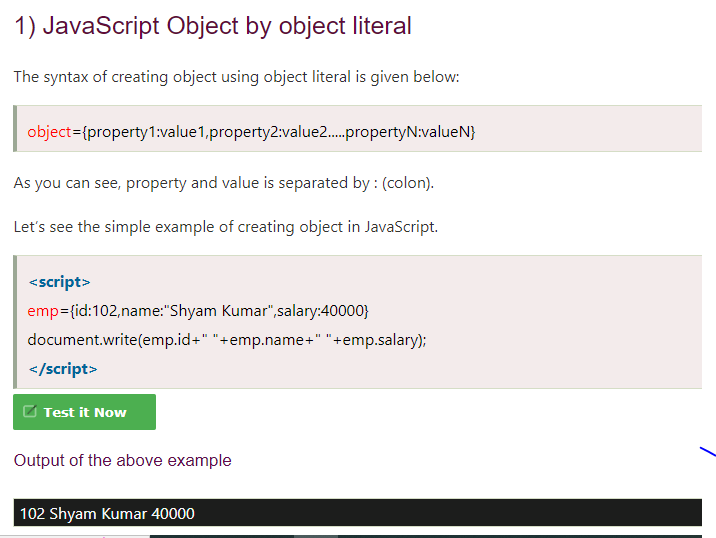 1) JavaScript Object by object literal
The syntax of creating object using object literal is given below:
object={property1:value1,property2:value2.....propertyN:valueN}
As you can see, property and value is separated by : (colon).
Let's see the simple example of creating object in JavaScript.
<script>
emp={id:102,name:"Shyam Kumar",salary:40000}
document.write(emp.id+" "+emp.name+" "+emp.salary);
</script>
Test it Now
Output of the above example
102 Shyam Kumar 40000